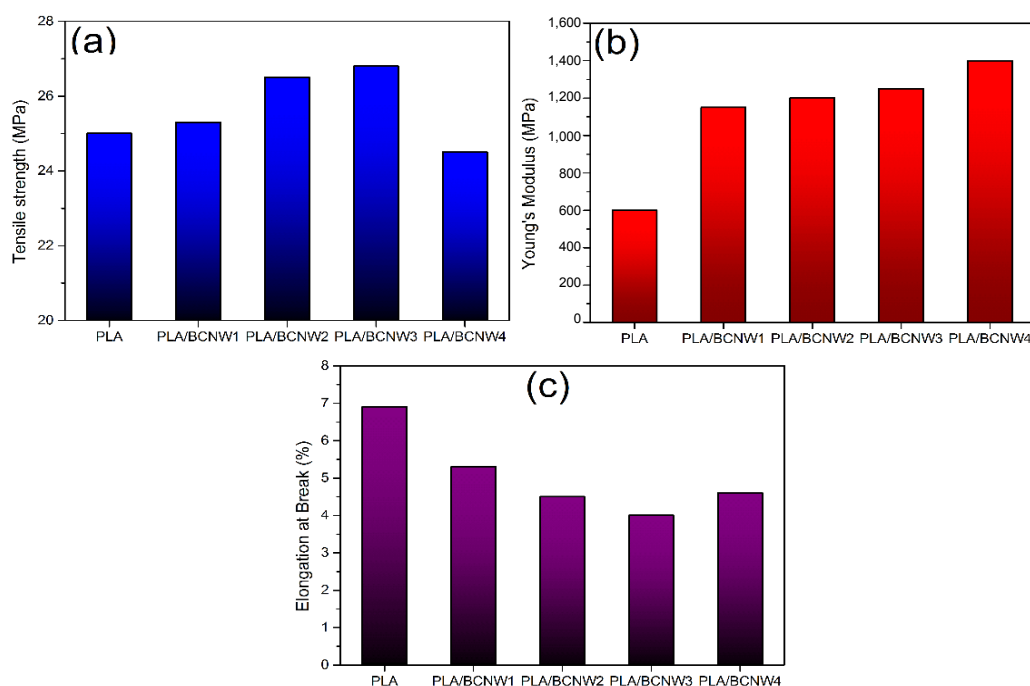 (a)
Tensile strength (MPa)
28
26
24
22
20
PLA PLA/BCNW1 PLA/BCNW2 PLA/BCNW3 PLA/BCNW4
(b)
Young's Modulus (MPa)
1,600
1,400
1,200
1,000
800
600
400
200
0
PLA PLA/BCNW1 PLA/BCNW2 PLA/BCNW3 PLA/BCNW4
(c)
Elongation at Break (%)
8
7
6
5
4
3
2
1
0
PLA PLA/BCNW1 PLA/BCNW2 PLA/BCNW3 PLA/BCNW4